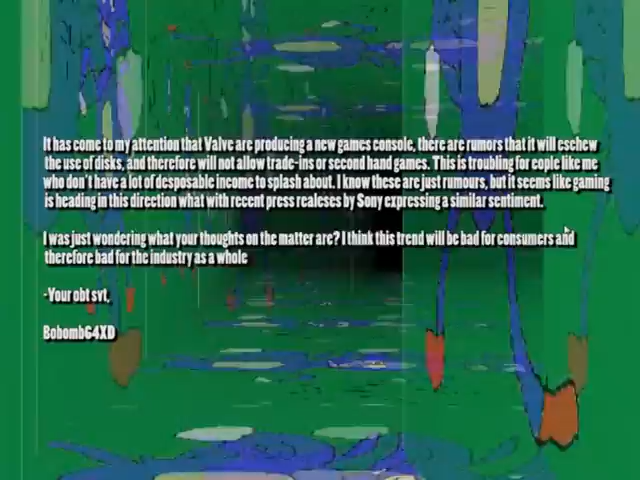 It has come to my attention that Valve are producing a new games console, there are rumors that it will eschew
the use of disks, and therefore will not allow trade-ins or second hand games. This is troubling for eople like me
who don't have a lot of desposable income to splash about. I know these are just rumours, but it seems like gaming
is heading in this direction what with recent press realeses by Sony expressing a similar sentiment.
I was just wondering what your thoughts on the matter are? I think this trend will be bad for consumers and
therefore bad for the industry as a whole
-Your obt svt,
Bobomb64XD